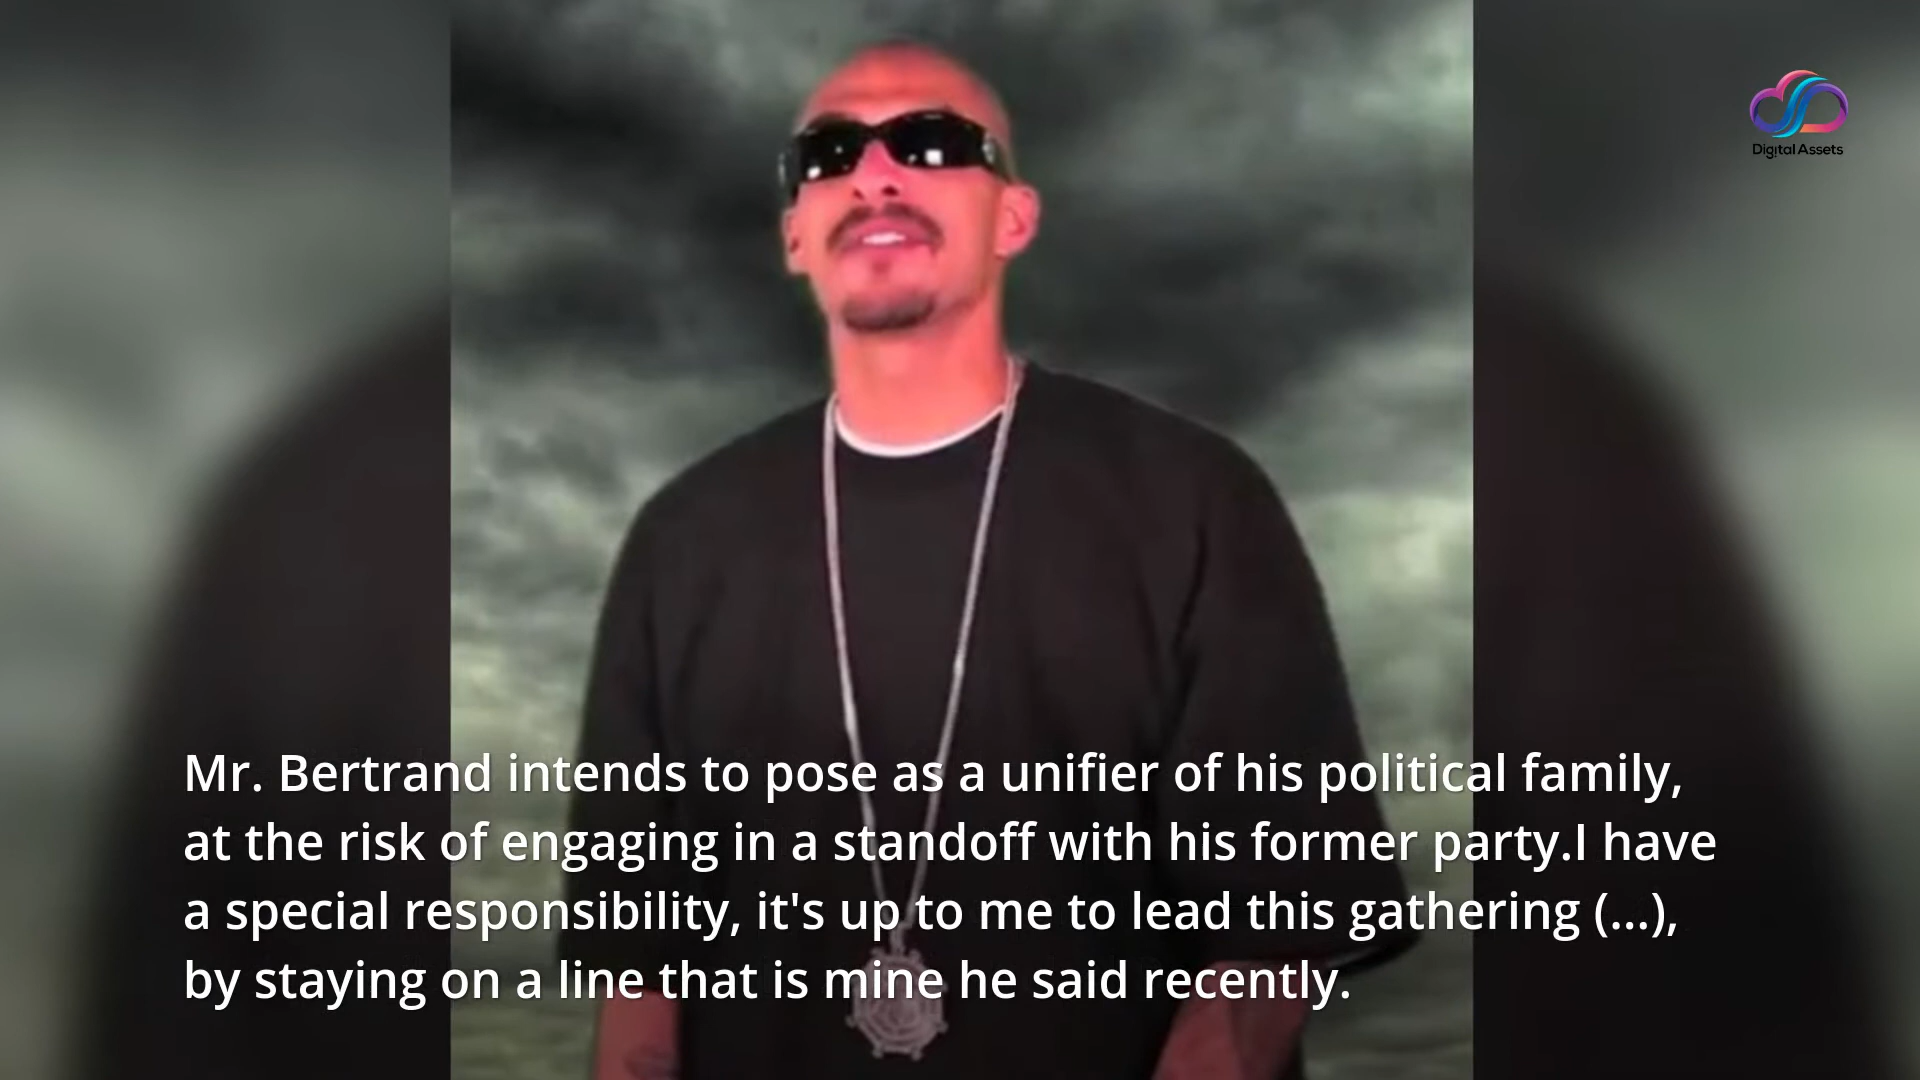 Digital Assets
Mr. Bertrand intends to pose as a unifier of his political family,
at the risk of engaging in a standoff with his former party.I have
a special responsibility, it's up to me to lead this gathering (...),
by staying on a line that is mine he said recently.